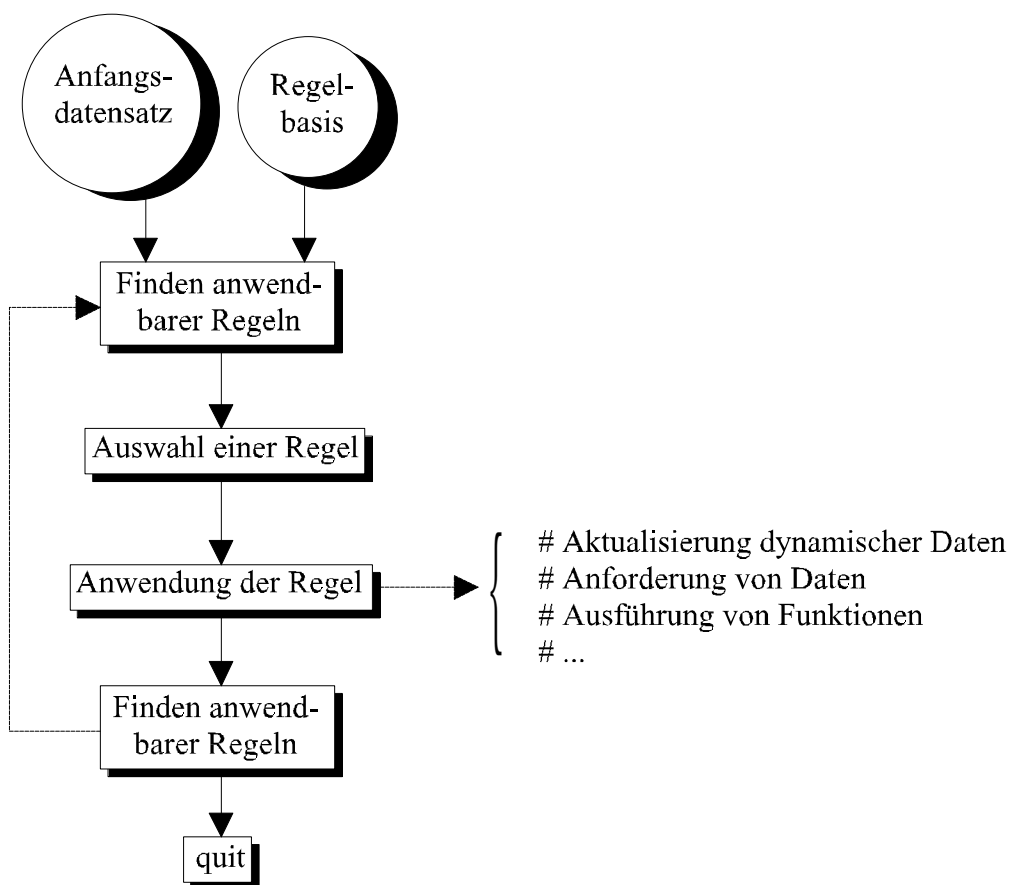 Anfangs-
datensatz
Regel-
basis
Finden anwend-
barer Regeln
Auswahl einer Regel
Anwendung der Regel
# Aktualisierung dynamischer Daten
# Anforderung von Daten
# Ausführung von Funktionen
# ...
Finden anwend-
barer Regeln
quit